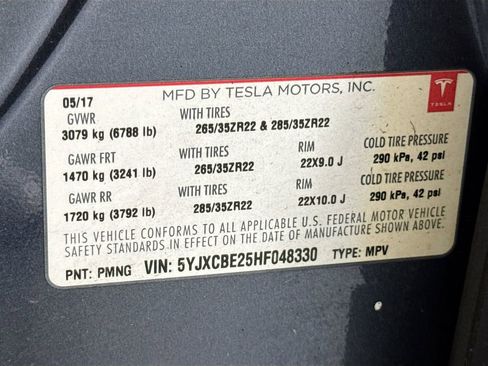 MFD BY TESLA MOTORS, INC.
TESLA
05/17
GVWR WITH TIRES
3079 kg (6788 lb) 265/35ZR22 & 285/35ZR22
GAWR FRT WITH TIRES RIM COLD TIRE PRESSURE
1470 kg (3241 lb) 265/35ZR22 22X9.0 J 290 kPa, 42 psi
GAWR RR WITH TIRES RIM COLD TIRE PRESSURE
1720 kg (3792 lb) 285/35ZR22 22X10.0 J 290 kPa, 42 psi
THIS VEHICLE CONFORMS TO ALL APPLICABLE U.S. FEDERAL MOTOR VEHICLE
SAFETY STANDARDS IN EFFECT ON THE DATE OF MANUFACTURE SHOWN ABOVE.
PNT: PMNG VIN: 5YJXCBE25HF048330 TYPE: MPV